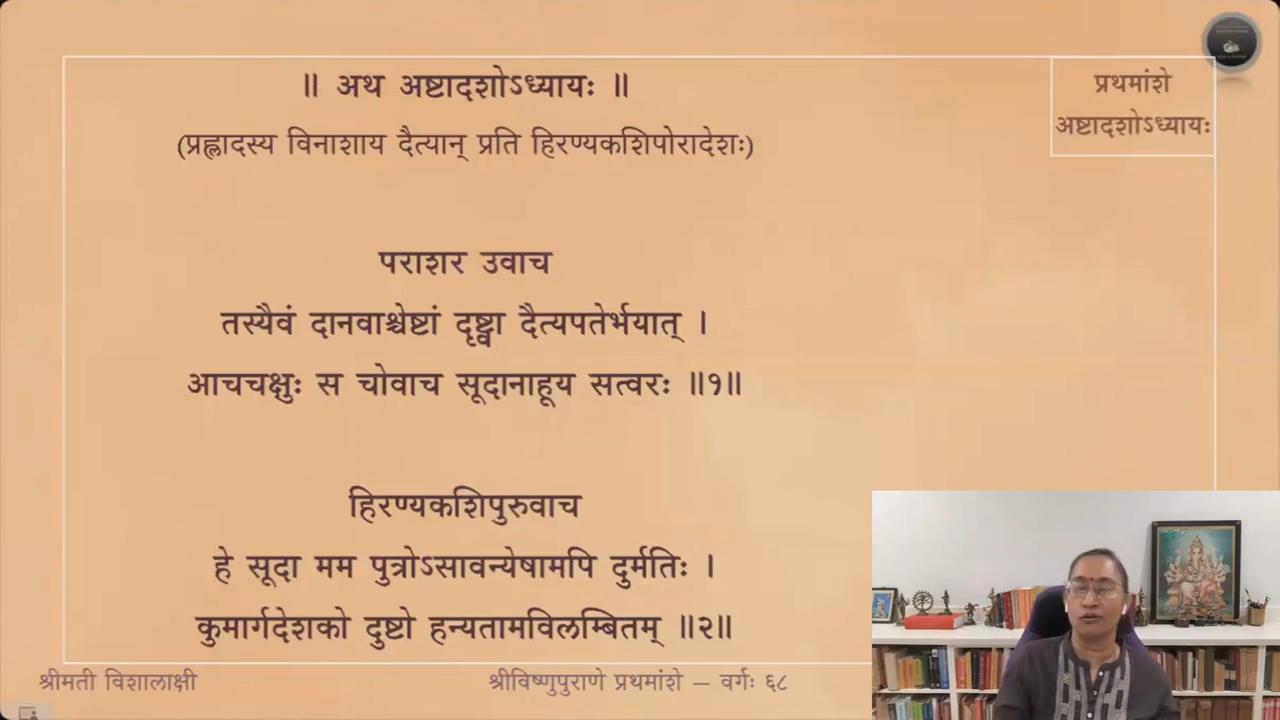 ॥ अथ अष्टादशोऽध्यायः ॥
(प्रह्लादस्य विनाशाय दैत्यान् प्रति हिरण्यकशिपोरादेशः)
प्रथमांशे
अष्टादशोऽध्यायः
पराशर उवाच
तस्यैवं दानवाश्चेष्टां दृष्ट्वा दैत्यपतेर्भयात् ।
आचचक्षुः स चोवाच सूदानाहूय सत्वरः ॥१॥
हिरण्यकशिपुरुवाच
हे सूदा मम पुत्रोऽसावन्येषामपि दुर्मतिः ।
कुमार्गदेशको दुष्टो हन्यतामविलम्बितम् ॥२॥
श्रीमती विशालाक्षी
श्रीविष्णुपुराणे प्रथमांशे – वर्गः ६८